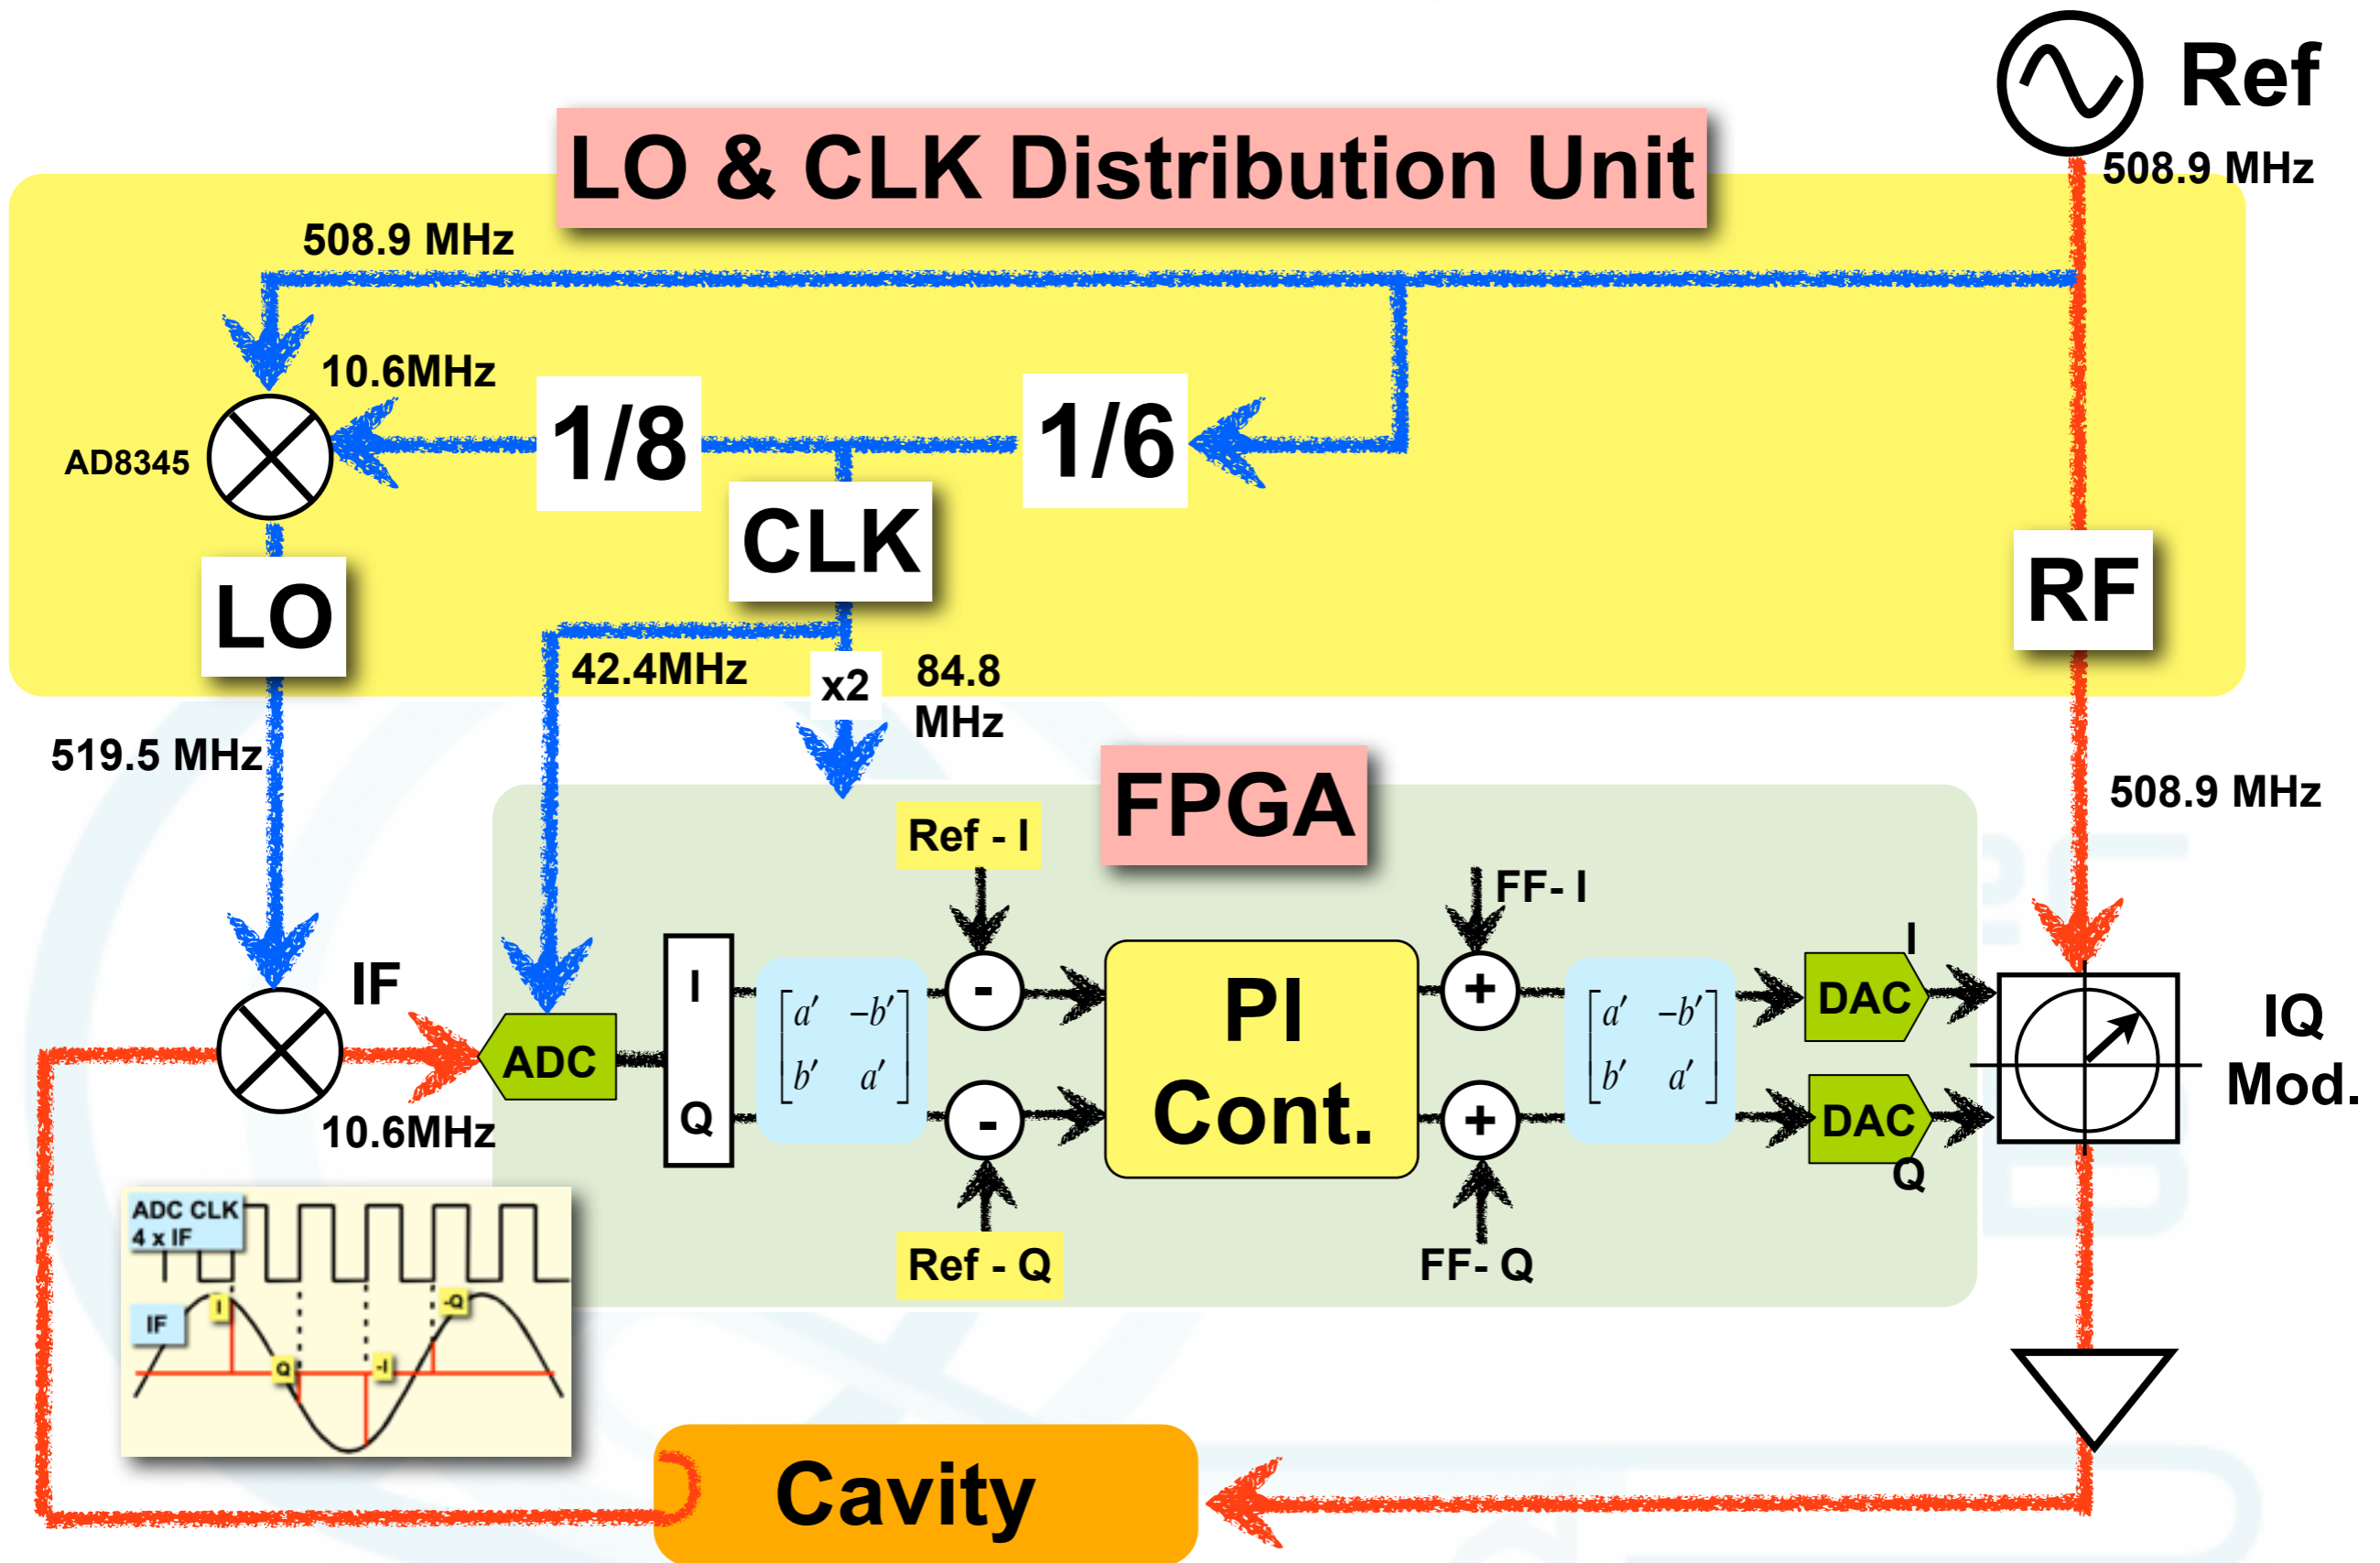 Ref
508.9 MHz
LO & CLK Distribution Unit
508.9 MHz
10.6MHz
AD8345
1/8
1/6
CLK
LO
RF
42.4MHz
x2
84.8
MHz
519.5 MHz
508.9 MHz
FPGA
Ref - I
FF- I
IF
10.6MHz
ADC
I
Q
a′ −b′
b′ a′
-
-
PI
Cont.
+
+
a′ −b′
b′ a′
I
DAC
DAC
Q
IQ
Mod.
Ref - Q
FF- Q
ADC CLK
4 x IF
IF
I
Q
-I
-Q
Cavity